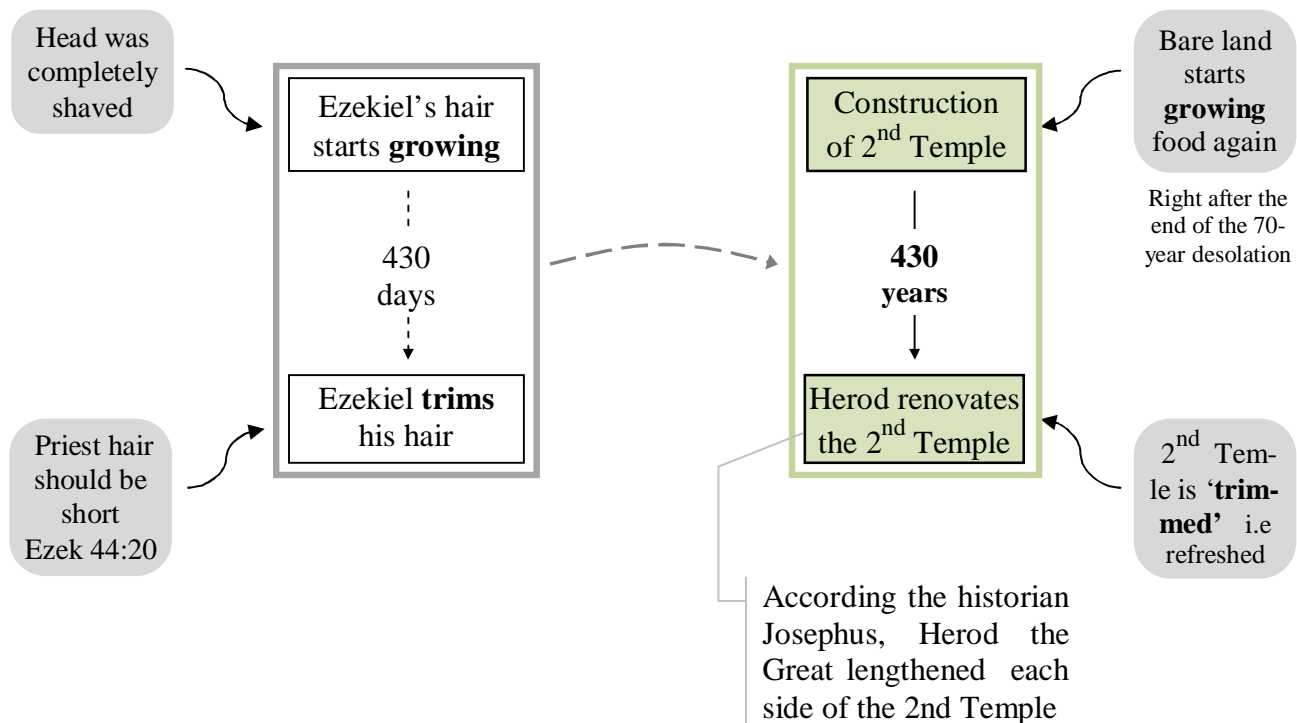 Head was
completely
shaved
Ezekiel’s hair
starts growing
430
days
Ezekiel trims
his hair
Priest hair
should be
short
Ezek 44:20
Construction
of 2nd Temple
430
years
Herod renovates
the 2nd Temple
Bare land
starts
growing
food again
Right after the
end of the 70-
year desolation
2nd Tem-
le is ‘trim-
med’ i.e
refreshed
According the historian
Josephus, Herod the
Great lengthened each
side of the 2nd Temple